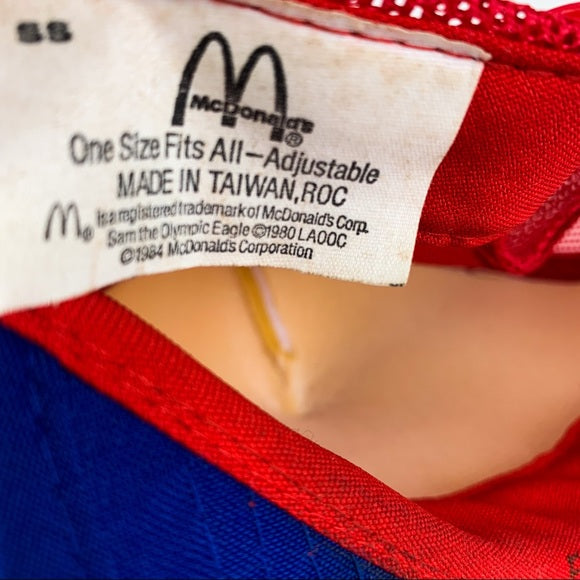 SS
McDonald's®
One Size Fits All-Adjustable
MADE IN TAIWAN,ROC
M® is a registered trademark of McDonald's Corp.
Sam the Olympic Eagle ©1980 LAOOC
©1984 McDonald's Corporation